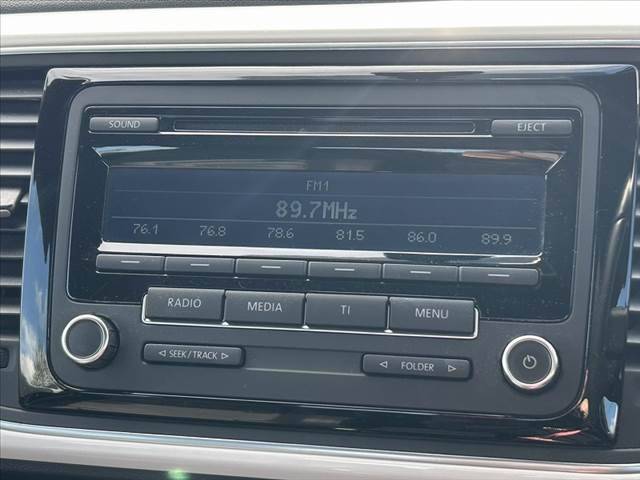 SOUND EJECT
FM1
89.7MHz
76.1 76.8 78.6 81.5 86.0 89.9
RADIO MEDIA TI MENU
◁ SEEK/TRACK ▷ ◁ FOLDER ▷